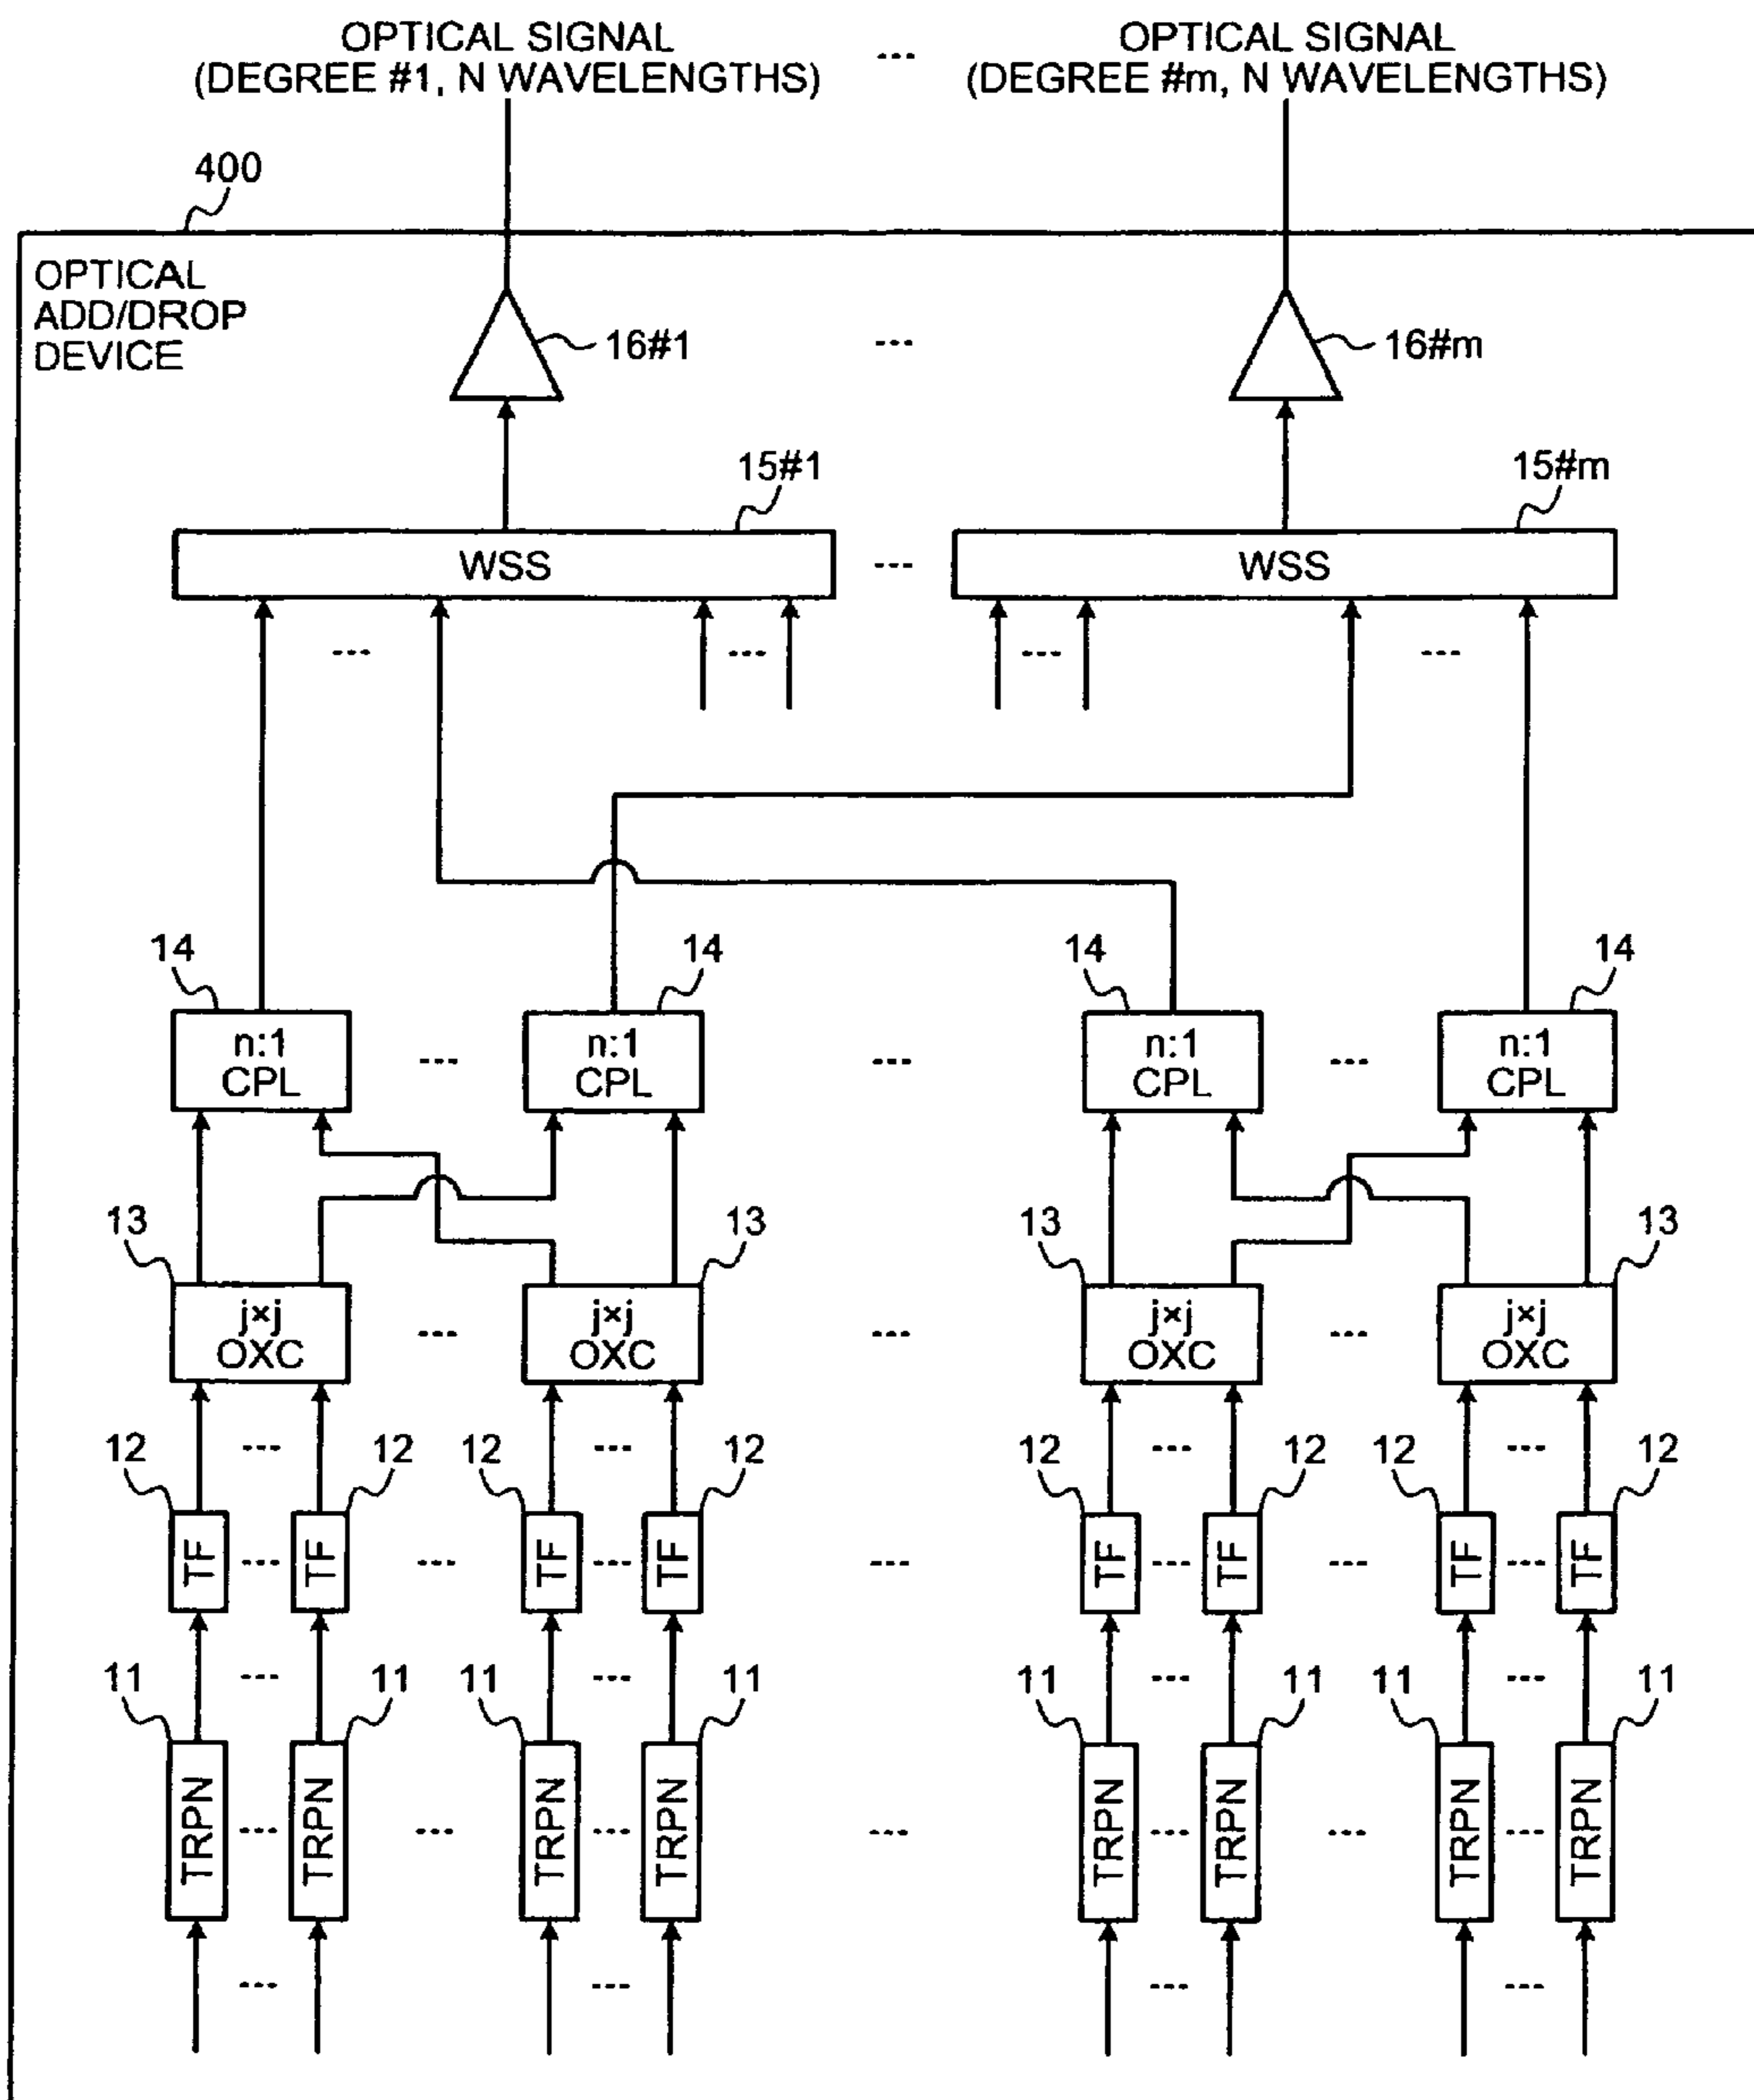 OPTICAL SIGNAL
(DEGREE #1, N WAVELENGTHS)
...
OPTICAL SIGNAL
(DEGREE #m, N WAVELENGTHS)
400
OPTICAL
ADD/DROP
DEVICE
16#1
...
16#m
15#1
15#m
WSS
...
WSS
... ... ... ...
14 14 14 14
n:1
CPL
...
n:1
CPL
...
n:1
CPL
...
n:1
CPL
13 13 13 13
j×j
OXC
...
j×j
OXC
...
j×j
OXC
...
j×j
OXC
12 ... 12 12 ... 12 12 ... 12 12 ... 12
TF ... TF ... TF ... TF ... TF ... TF ... TF ... TF
11 ... 11 11 ... 11 11 ... 11 11 ... 11
TRPN ... TRPN ... TRPN ... TRPN ... TRPN ... TRPN ... TRPN ... TRPN
... ... ... ...